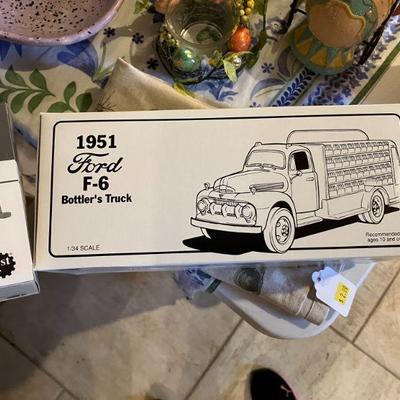 1951
Ford
F-6
Bottler's Truck
1/34 SCALE
Recommended
ages 10 and